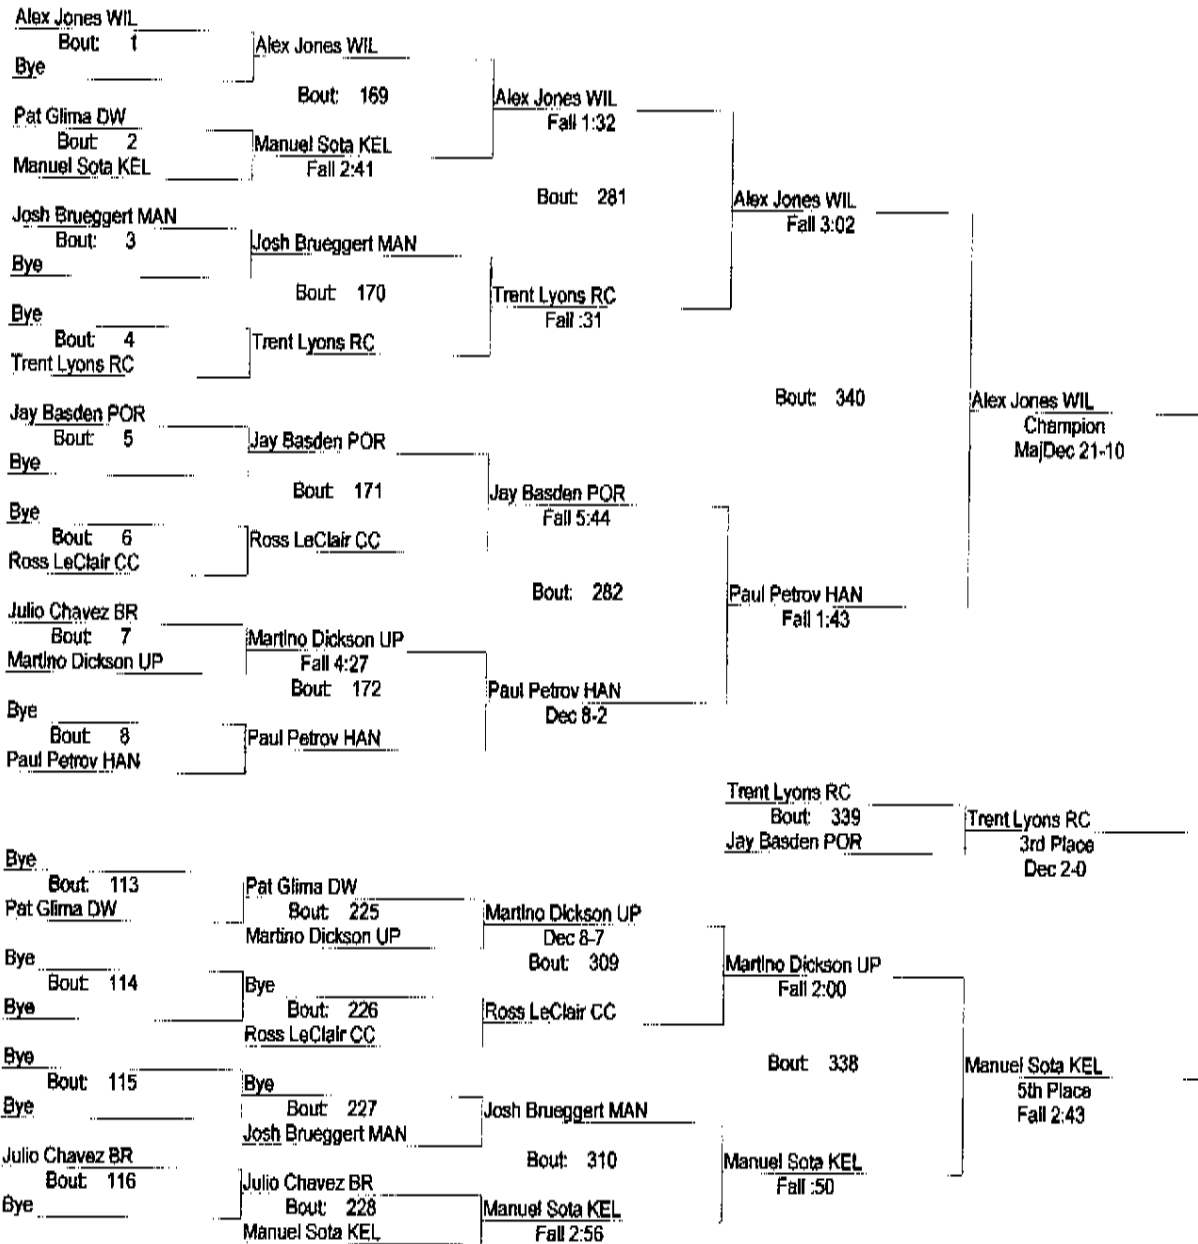 Alex Jones WIL
Bout: 1
Bye
Alex Jones WIL
Bout: 169
Pat Glima DW
Bout: 2
Manuel Sota KEL
Manuel Sota KEL
Fall 2:41
Alex Jones WIL
Fall 1:32
Bout: 281
Josh Brueggert MAN
Bout: 3
Bye
Josh Brueggert MAN
Bout: 170
Bye
Bout: 4
Trent Lyons RC
Trent Lyons RC
Trent Lyons RC
Fall :31
Alex Jones WIL
Fall 3:02
Bout: 340
Jay Basden POR
Bout: 5
Bye
Jay Basden POR
Bout: 171
Bye
Bout: 6
Ross LeClair CC
Ross LeClair CC
Jay Basden POR
Fall 5:44
Bout: 282
Julio Chavez BR
Bout: 7
Martino Dickson UP
Martino Dickson UP
Fall 4:27
Bout: 172
Bye
Bout: 8
Paul Petrov HAN
Paul Petrov HAN
Paul Petrov HAN
Dec 8-2
Paul Petrov HAN
Fall 1:43
Alex Jones WIL
Champion
MajDec 21-10
Trent Lyons RC
Bout: 339
Jay Basden POR
Trent Lyons RC
3rd Place
Dec 2-0
Bye
Bout: 113
Pat Glima DW
Pat Glima DW
Bout: 225
Martino Dickson UP
Martino Dickson UP
Dec 8-7
Bout: 309
Bye
Bout: 114
Bye
Bye
Bout: 226
Ross LeClair CC
Ross LeClair CC
Martino Dickson UP
Fall 2:00
Bout: 338
Bye
Bout: 115
Bye
Bye
Bout: 227
Josh Brueggert MAN
Josh Brueggert MAN
Bout: 310
Julio Chavez BR
Bout: 116
Bye
Julio Chavez BR
Bout: 228
Manuel Sota KEL
Manuel Sota KEL
Fall 2:56
Manuel Sota KEL
Fall :50
Manuel Sota KEL
5th Place
Fall 2:43